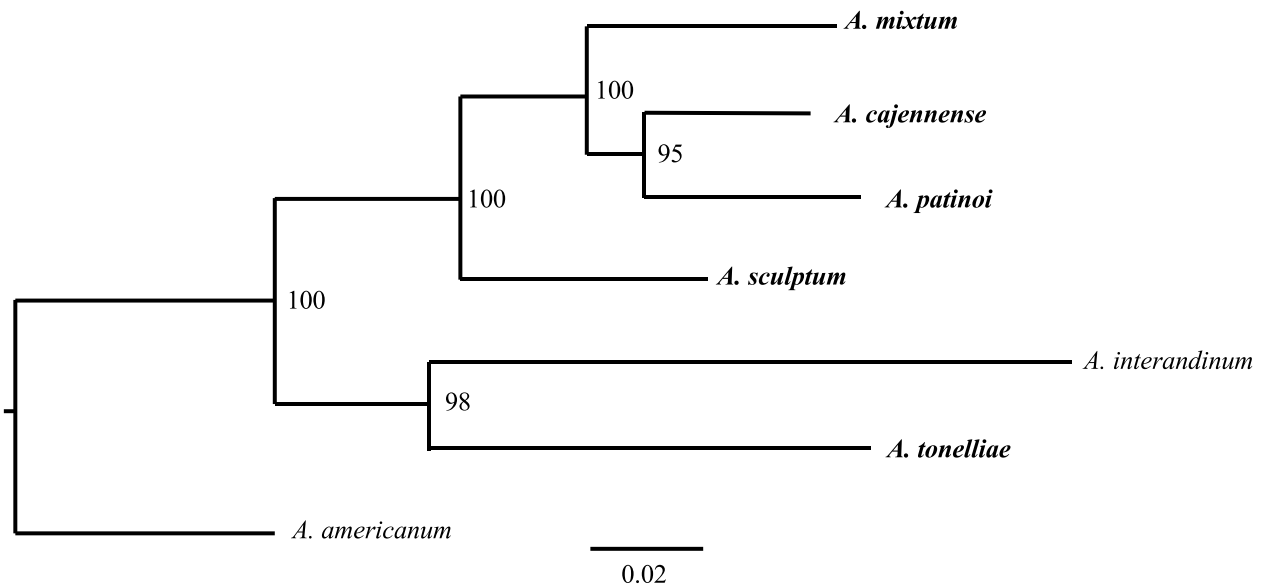 A. mixtum
100
A. cajennense
95
A. patinoi
100
A. sculptum
100
A. interandinum
98
A. tonelliae
A. americanum
0.02